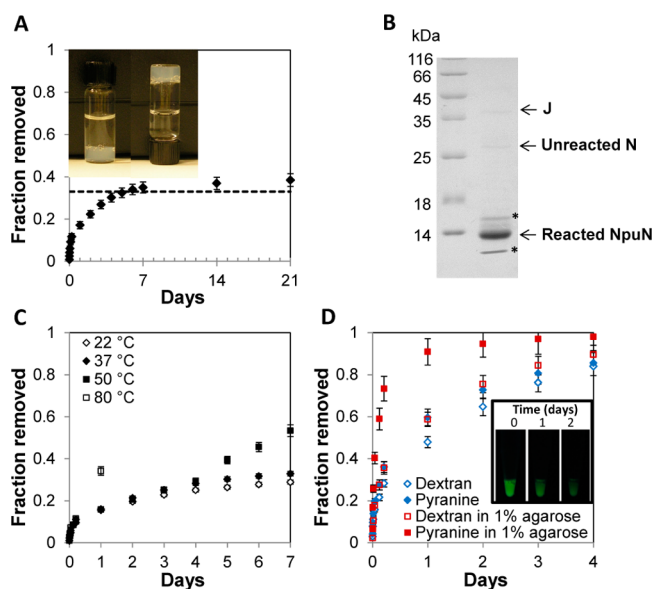 A
Fraction removed
1
0.8
0.6
0.4
0.2
0
0 7 14 21
Days
B
kDa
116
66
45
35
25
18
14
← J
← Unreacted N
*
← Reacted NpuN
*
C
Fraction removed
1
0.8
0.6
0.4
0.2
0
◇ 22 °C
◆ 37 °C
■ 50 °C
□ 80 °C
0 1 2 3 4 5 6 7
Days
D
Fraction removed
1
0.8
0.6
0.4
0.2
0
Time (days)
0 1 2
◇ Dextran
◆ Pyranine
□ Dextran in 1% agarose
■ Pyranine in 1% agarose
0 1 2 3 4
Days